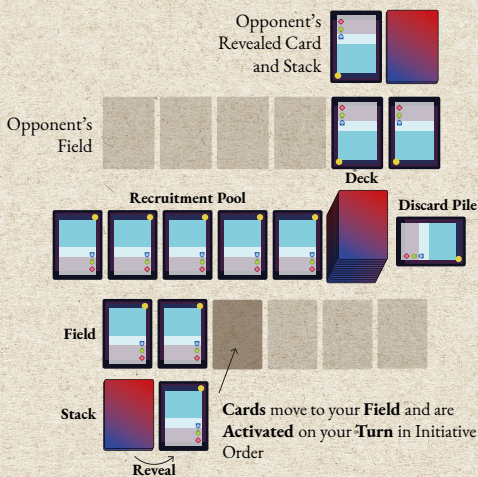 Opponent's
Revealed Card
and Stack
Opponent's
Field
Deck
Recruitment Pool
Discard Pile
Field
Stack
Cards move to your Field and are
Activated on your Turn in Initiative
Order
Reveal